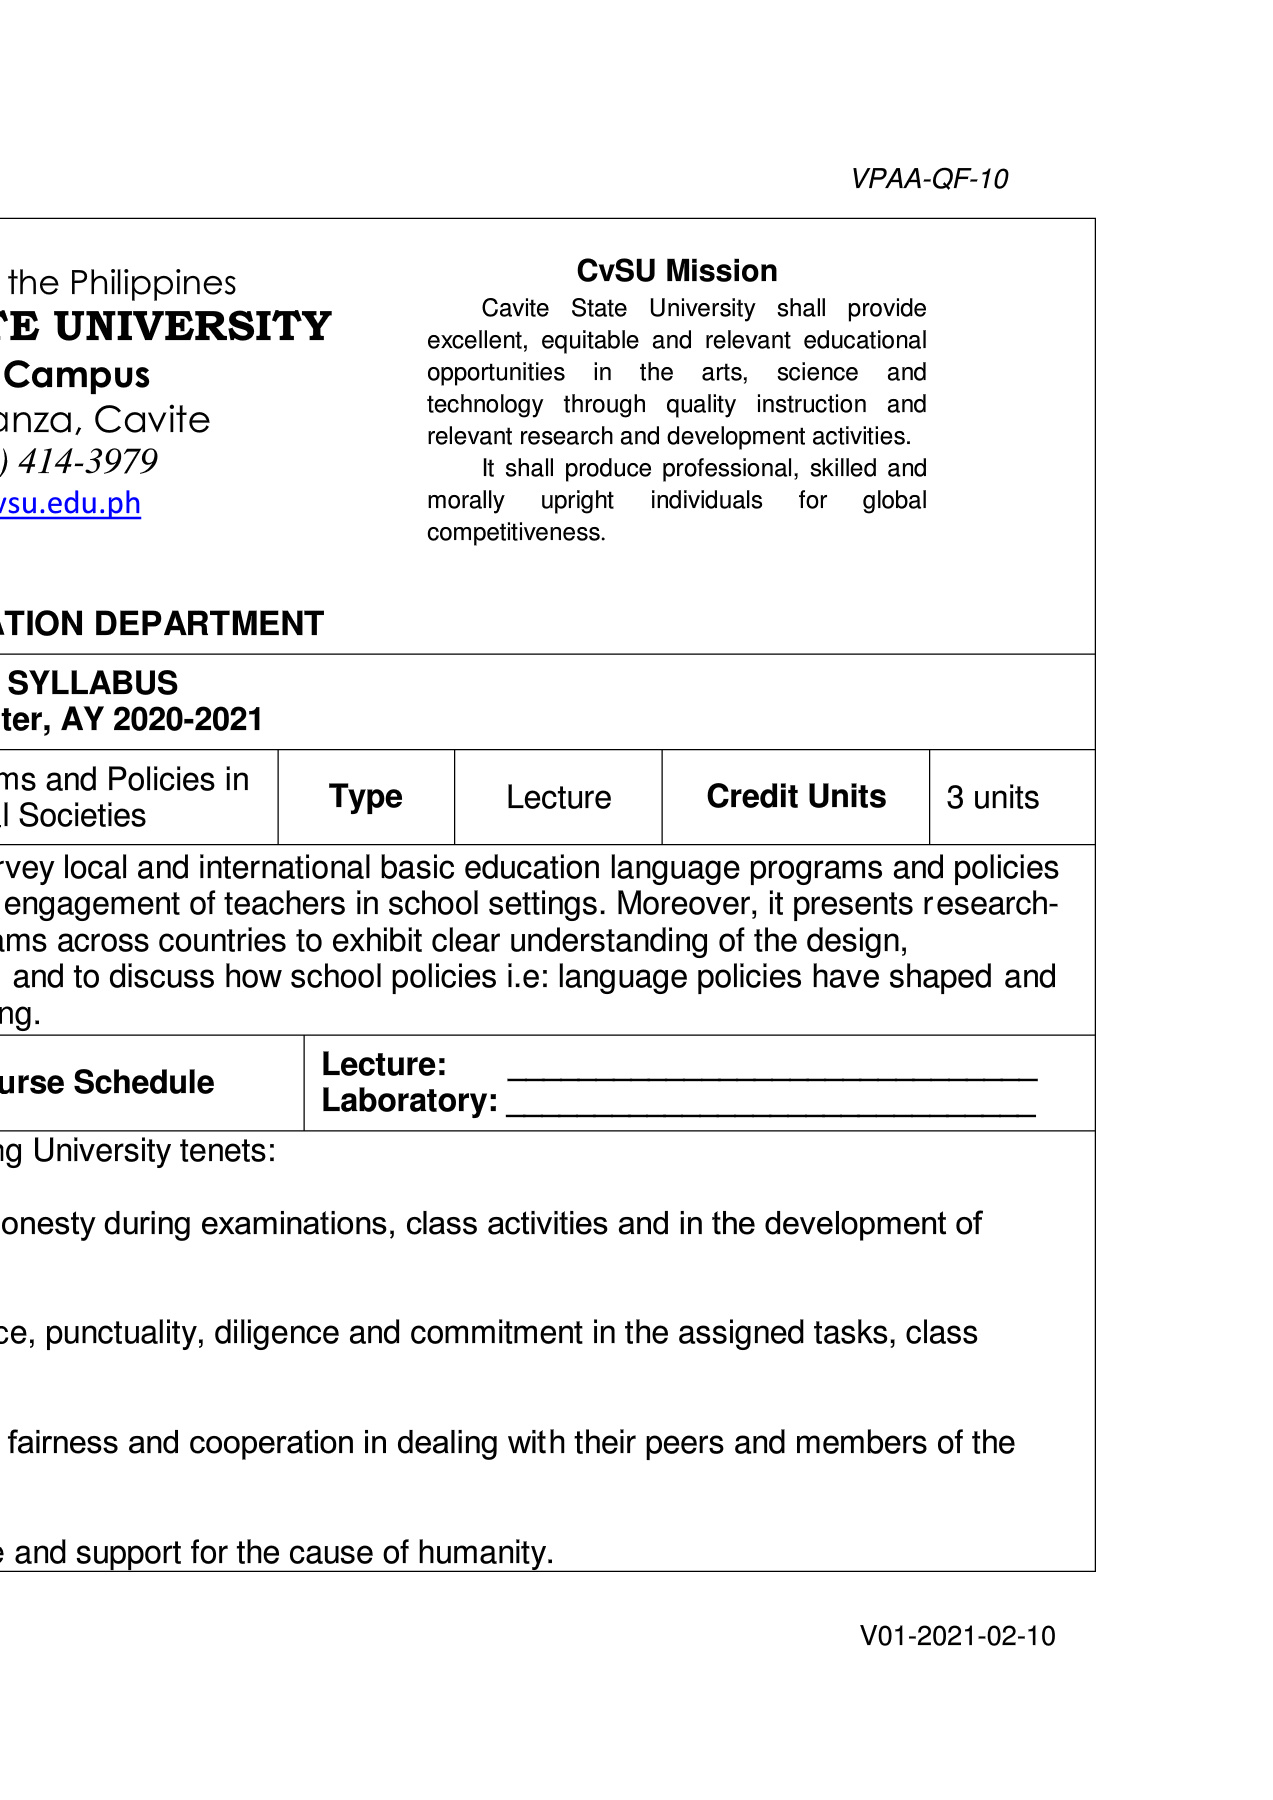 VPAA-QF-10
the Philippines
TE UNIVERSITY
Campus
anza, Cavite
) 414-3979
vsu.edu.ph
CvSU Mission
Cavite State University shall provide
excellent, equitable and relevant educational
opportunities in the arts, science and
technology through quality instruction and
relevant research and development activities.
It shall produce professional, skilled and
morally upright individuals for global
competitiveness.
ATION DEPARTMENT
SYLLABUS
ter, AY 2020-2021
ms and Policies in
l Societies
Type
Lecture
Credit Units
3 units
rvey local and international basic education language programs and policies
engagement of teachers in school settings. Moreover, it presents research-
ams across countries to exhibit clear understanding of the design,
and to discuss how school policies i.e: language policies have shaped and
ng.
urse Schedule
Lecture: ______________________________
Laboratory: ______________________________
ng University tenets:
onesty during examinations, class activities and in the development of
ce, punctuality, diligence and commitment in the assigned tasks, class
fairness and cooperation in dealing with their peers and members of the
e and support for the cause of humanity.
V01-2021-02-10